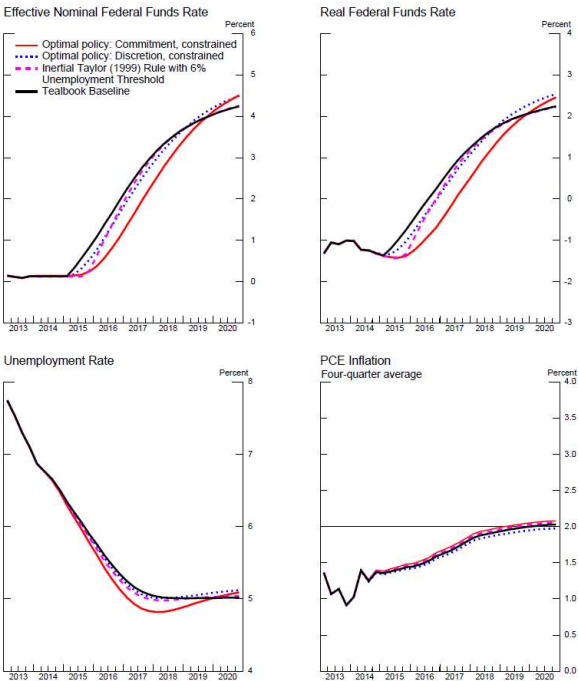 Effective Nominal Federal Funds Rate
Percent
Optimal policy: Commitment, constrained
Optimal policy: Discretion, constrained
Inertial Taylor (1999) Rule with 6%
Unemployment Threshold
Tealbook Baseline
6
5
4
3
2
1
0
-1
2013 2014 2015 2016 2017 2018 2019 2020
Real Federal Funds Rate
Percent
4
3
2
1
0
-1
-2
-3
2013 2014 2015 2016 2017 2018 2019 2020
Unemployment Rate
Percent
8
7
6
5
4
2013 2014 2015 2016 2017 2018 2019 2020
PCE Inflation
Four-quarter average
Percent
4.0
3.5
3.0
2.5
2.0
1.5
1.0
0.5
0.0
2013 2014 2015 2016 2017 2018 2019 2020